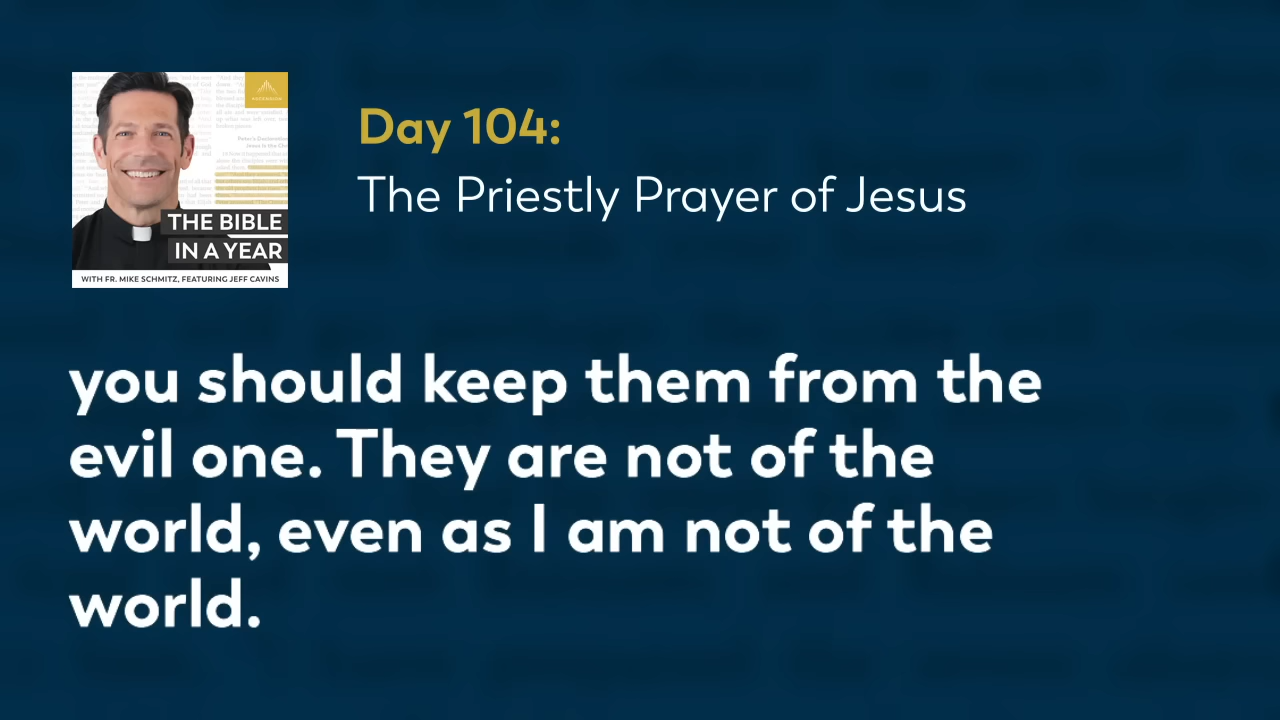 Day 104:
The Priestly Prayer of Jesus
THE BIBLE
IN A YEAR
WITH FR. MIKE SCHMITZ, FEATURING JEFF CAVINS
you should keep them from the
evil one. They are not of the
world, even as I am not of the
world.